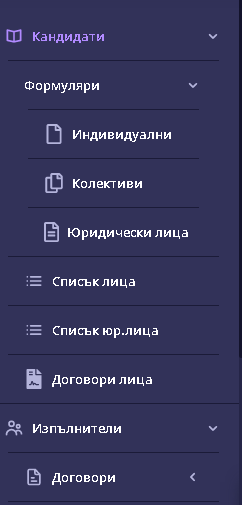 Кандидати
Формуляри
Индивидуални
Колективи
Юридически лица
Списък лица
Списък юр.лица
Договори лица
Изпълнители
Договори